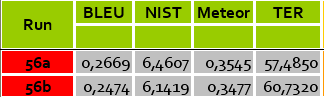 Run BLEU NIST Meteor TER
56a 0,2669 6,4607 0,3545 57,4850
56b 0,2474 6,1419 0,3477 60,7320